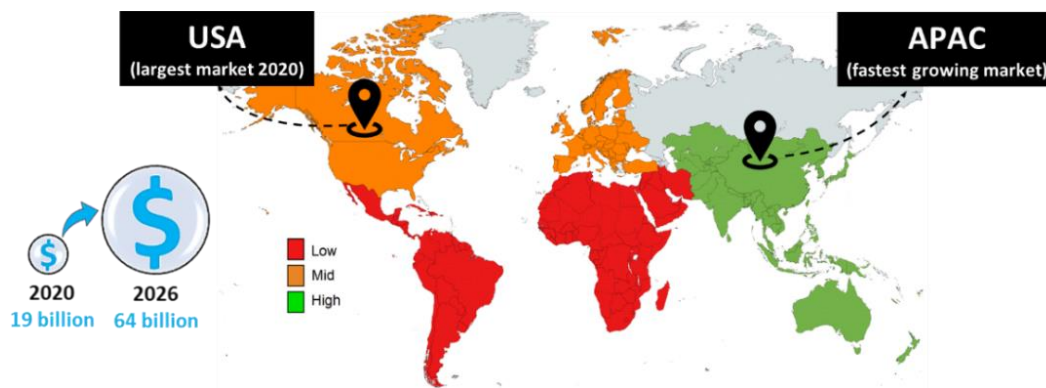 USA
(largest market 2020)
APAC
(fastest growing market)
$
$
2020
19 billion
2026
64 billion
Low
Mid
High